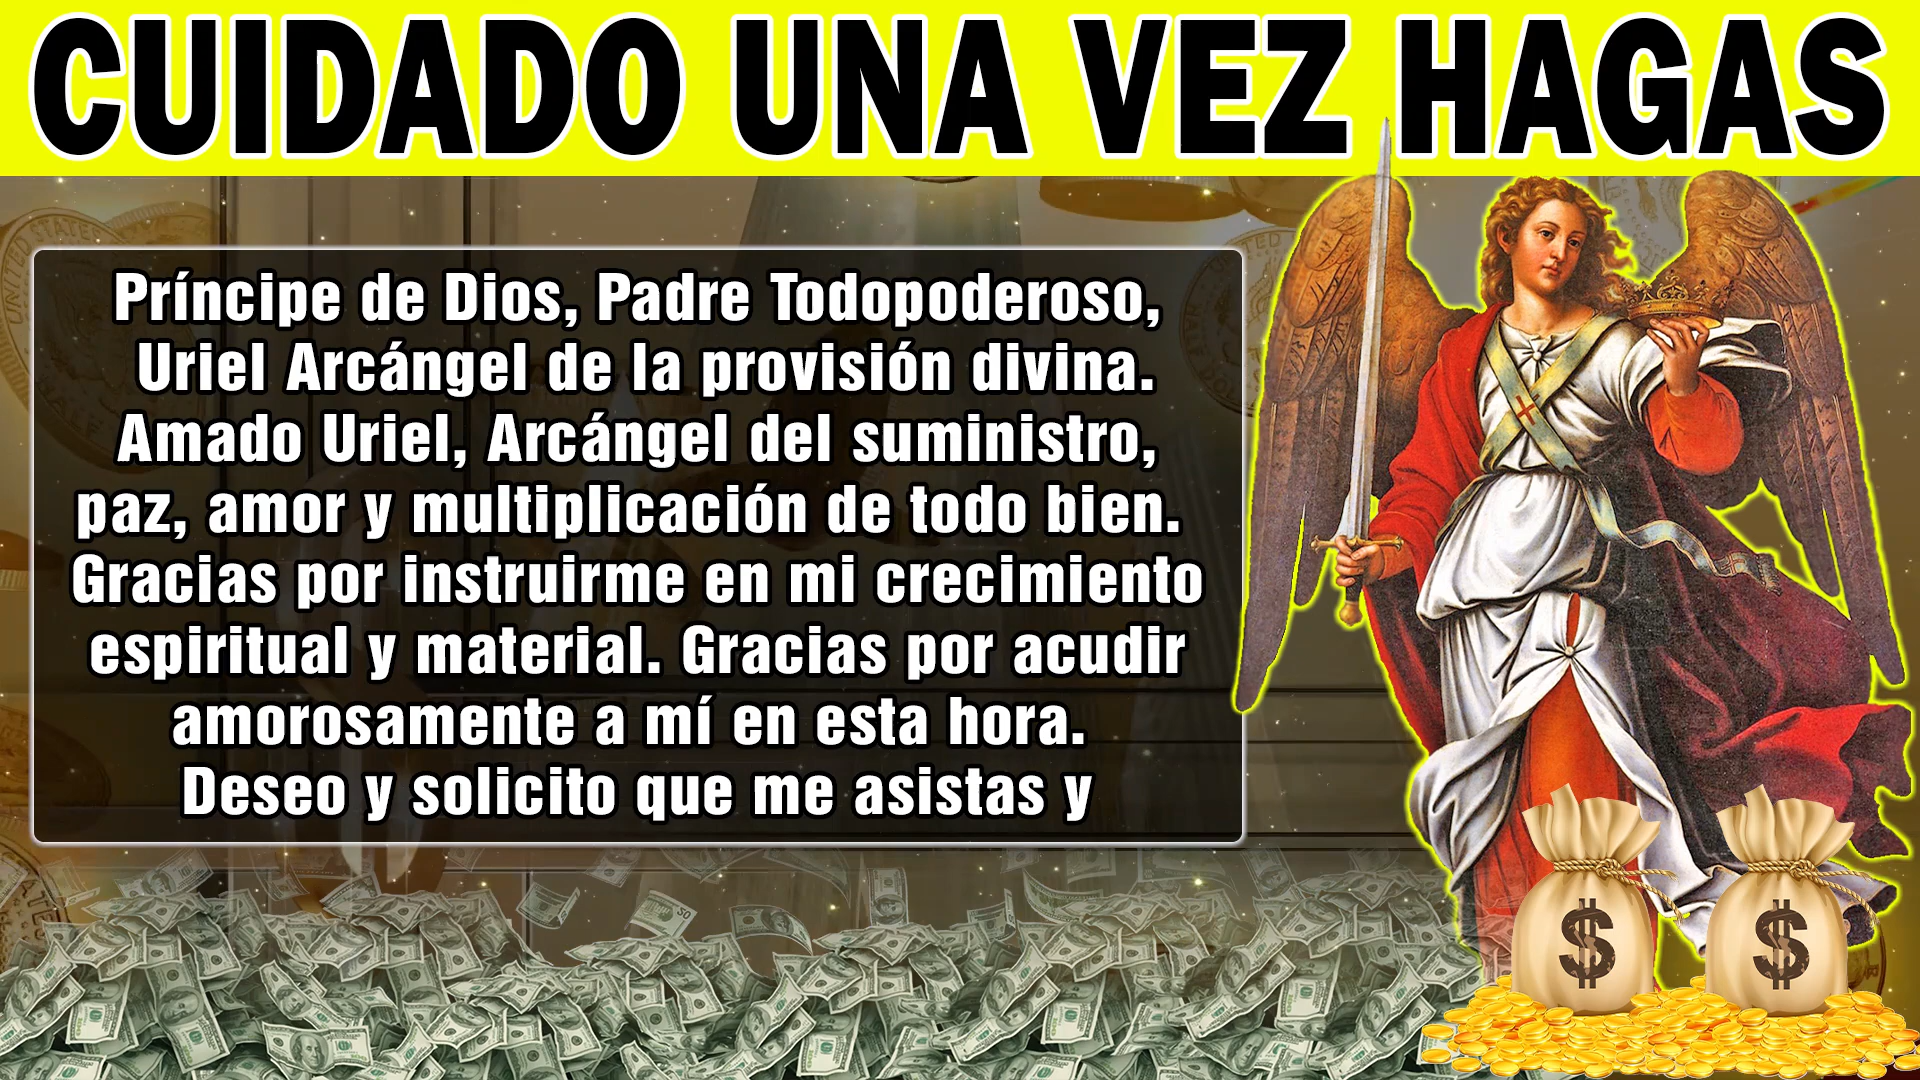 CUIDADO UNA VEZ HAGAS
Príncipe de Dios, Padre Todopoderoso,
Uriel Arcángel de la provisión divina.
Amado Uriel, Arcángel del suministro,
paz, amor y multiplicación de todo bien.
Gracias por instruirme en mi crecimiento
espiritual y material. Gracias por acudir
amorosamente a mí en esta hora.
Deseo y solicito que me asistas y
$ $